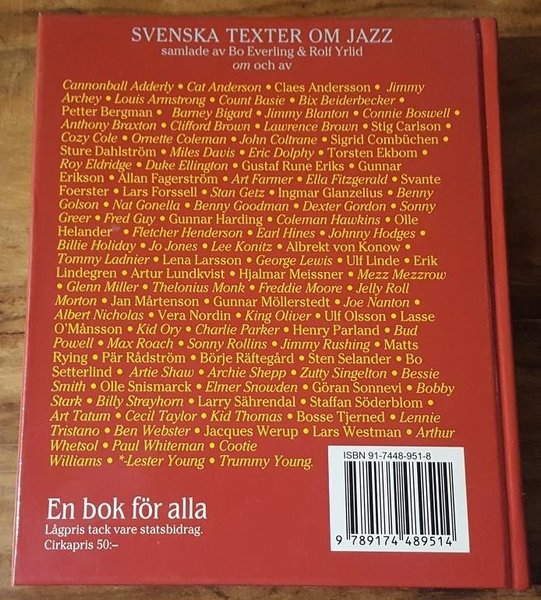 SVENSKA TEXTER OM JAZZ
samlade av Bo Everling & Rolf Yrlid
om och av
Cannonball Adderly • Cat Anderson • Claes Andersson • Jimmy
Archey • Louis Armstrong • Count Basie • Bix Beiderbecker •
Petter Bergman • Barney Bigard • Jimmy Blanton • Connie Boswell •
Anthony Braxton • Clifford Brown • Lawrence Brown • Stig Carlson •
Cozy Cole • Ornette Coleman • John Coltrane • Sigrid Combüchen •
Sture Dahlström • Miles Davis • Eric Dolphy • Torsten Ekbom •
Roy Eldridge • Duke Ellington • Gustaf Rune Eriks • Gunnar
Erikson • Allan Fagerström • Art Farmer • Ella Fitzgerald • Svante
Foerster • Lars Forssell • Stan Getz • Ingmar Glanzelius • Benny
Golson • Nat Gonella • Benny Goodman • Dexter Gordon • Sonny
Greer • Fred Guy • Gunnar Harding • Coleman Hawkins • Olle
Helander • Fletcher Henderson • Earl Hines • Johnny Hodges •
Billie Holiday • Jo Jones • Lee Konitz • Albrekt von Konow •
Tommy Ladnier • Lena Larsson • George Lewis • Ulf Linde • Erik
Lindegren • Artur Lundkvist • Hjalmar Meissner • Mezz Mezzrow
• Glenn Miller • Thelonius Monk • Freddie Moore • Jelly Roll
Morton • Jan Mårtenson • Gunnar Möllerstedt • Joe Nanton •
Albert Nicholas • Vera Nordin • King Oliver • Ulf Olsson • Lasse
O'Månsson • Kid Ory • Charlie Parker • Henry Parland • Bud
Powell • Max Roach • Sonny Rollins • Jimmy Rushing • Matts
Rying • Pär Rådström • Börje Räftegård • Sten Selander • Bo
Setterlind • Artie Shaw • Archie Shepp • Zutty Singelton • Bessie
Smith • Olle Snismarck • Elmer Snowden • Göran Sonnevi • Bobby
Stark • Billy Strayhorn • Larry Sährendal • Staffan Söderblom •
Art Tatum • Cecil Taylor • Kid Thomas • Bosse Tjerned • Lennie
Tristano • Ben Webster • Jacques Werup • Lars Westman • Arthur
Whetsol • Paul Whiteman • Cootie
Williams • *-Lester Young • Trummy Young.
ISBN 91-7448-951-8
En bok för alla
Lågpris tack vare statsbidrag.
Cirkapris 50:–
9 789174 489514